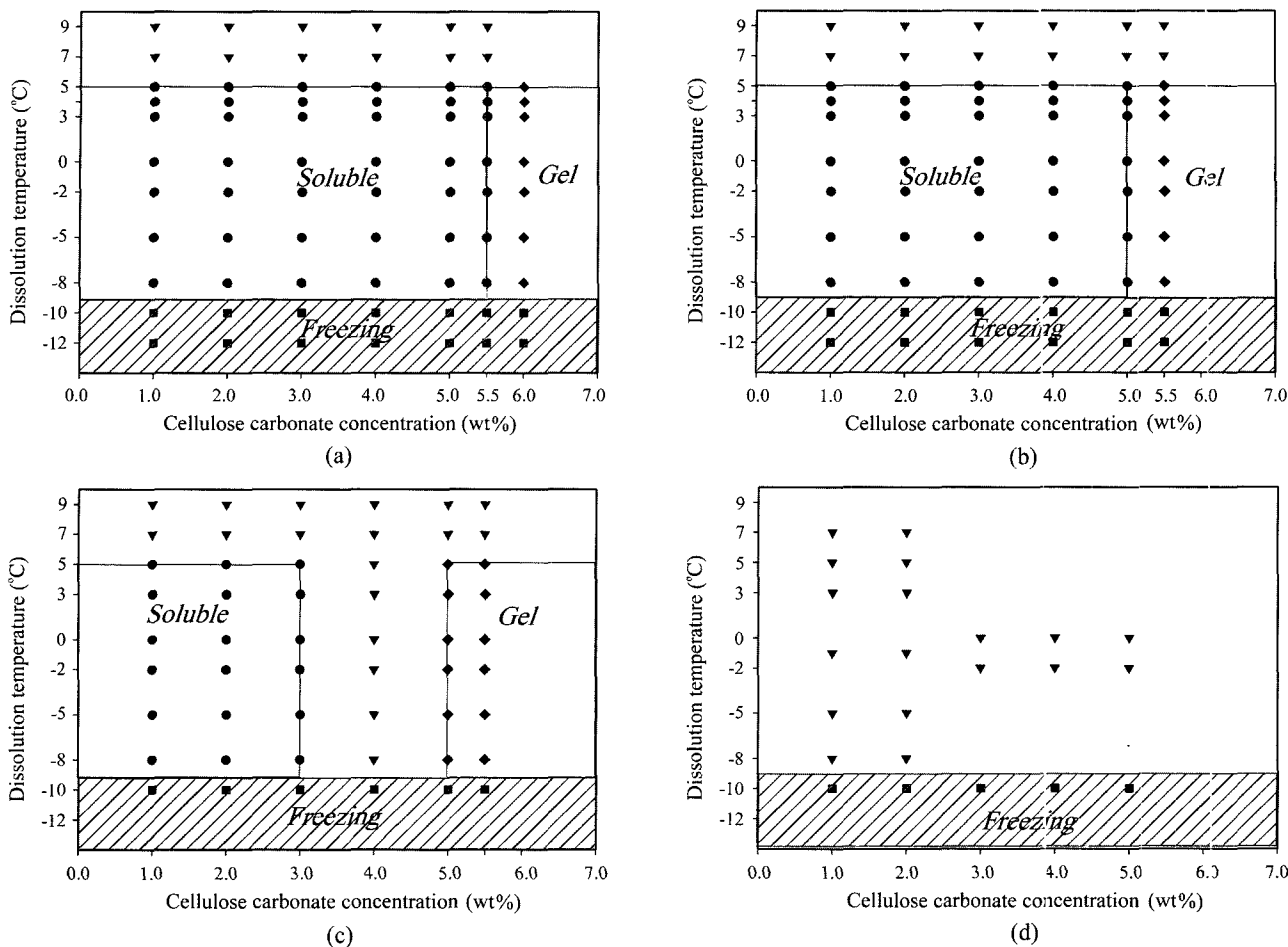 9
7
5
3
0
-2
-5
-8
-10
-12
Dissolution temperature (°C)
Soluble
Gel
Freezing
0.0 1.0 2.0 3.0 4.0 5.0 5.5 6.0 7.0
Cellulose carbonate concentration (wt%)
(a)
9
7
5
3
0
-2
-5
-8
-10
-12
Dissolution temperature (°C)
Soluble
Gel
Freezing
0.0 1.0 2.0 3.0 4.0 5.0 5.5 6.0 7.0
Cellulose carbonate concentration (wt%)
(b)
9
7
5
3
0
-2
-5
-8
-10
-12
Dissolution temperature (°C)
Soluble
Gel
Freezing
0.0 1.0 2.0 3.0 4.0 5.0 5.5 6.0 7.0
Cellulose carbonate concentration (wt%)
(c)
9
7
5
3
0
-2
-5
-8
-10
-12
Dissolution temperature (°C)
Freezing
0.0 1.0 2.0 3.0 4.0 5.0 6.0 7.0
Cellulose carbonate concentration (wt%)
(d)